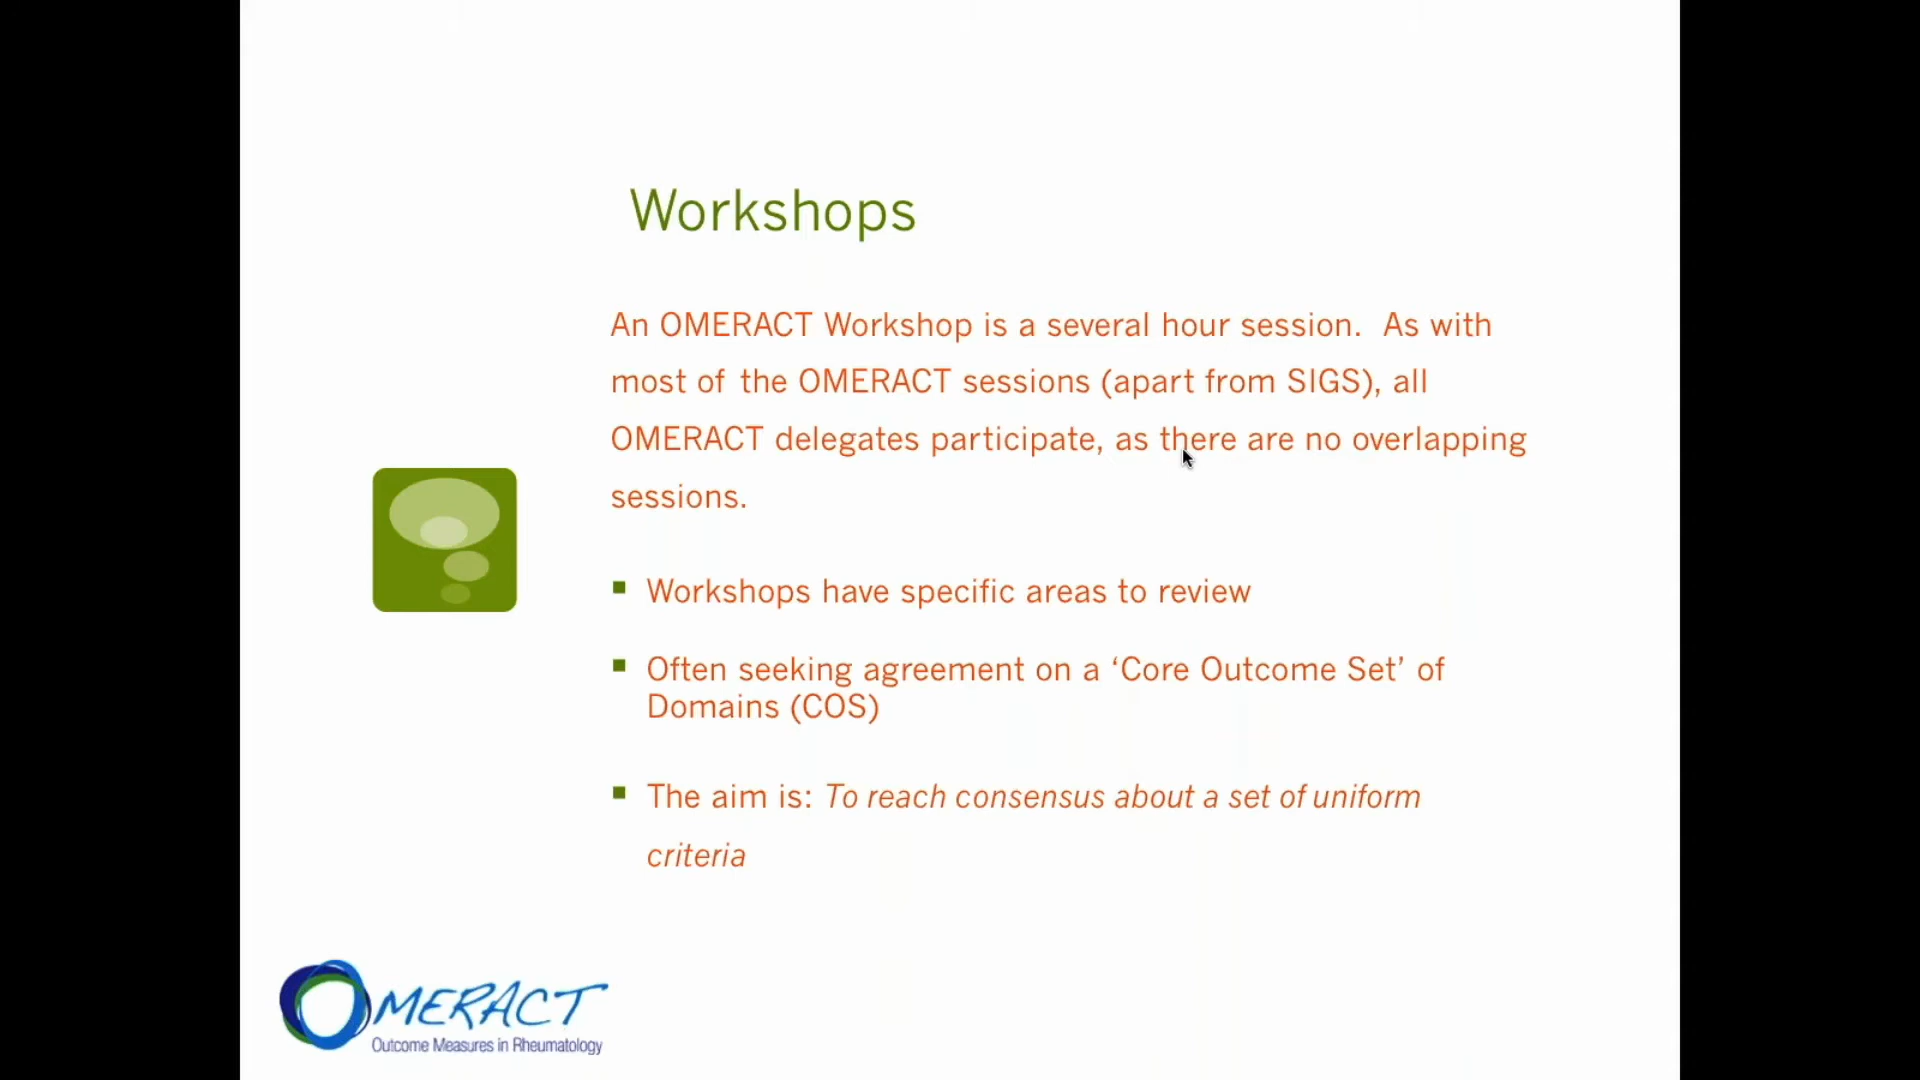 Workshops
An OMERACT Workshop is a several hour session. As with
most of the OMERACT sessions (apart from SIGS), all
OMERACT delegates participate, as there are no overlapping
sessions.
▪ Workshops have specific areas to review
▪ Often seeking agreement on a ‘Core Outcome Set’ of
Domains (COS)
▪ The aim is: To reach consensus about a set of uniform
criteria
OMERACT
Outcome Measures in Rheumatology